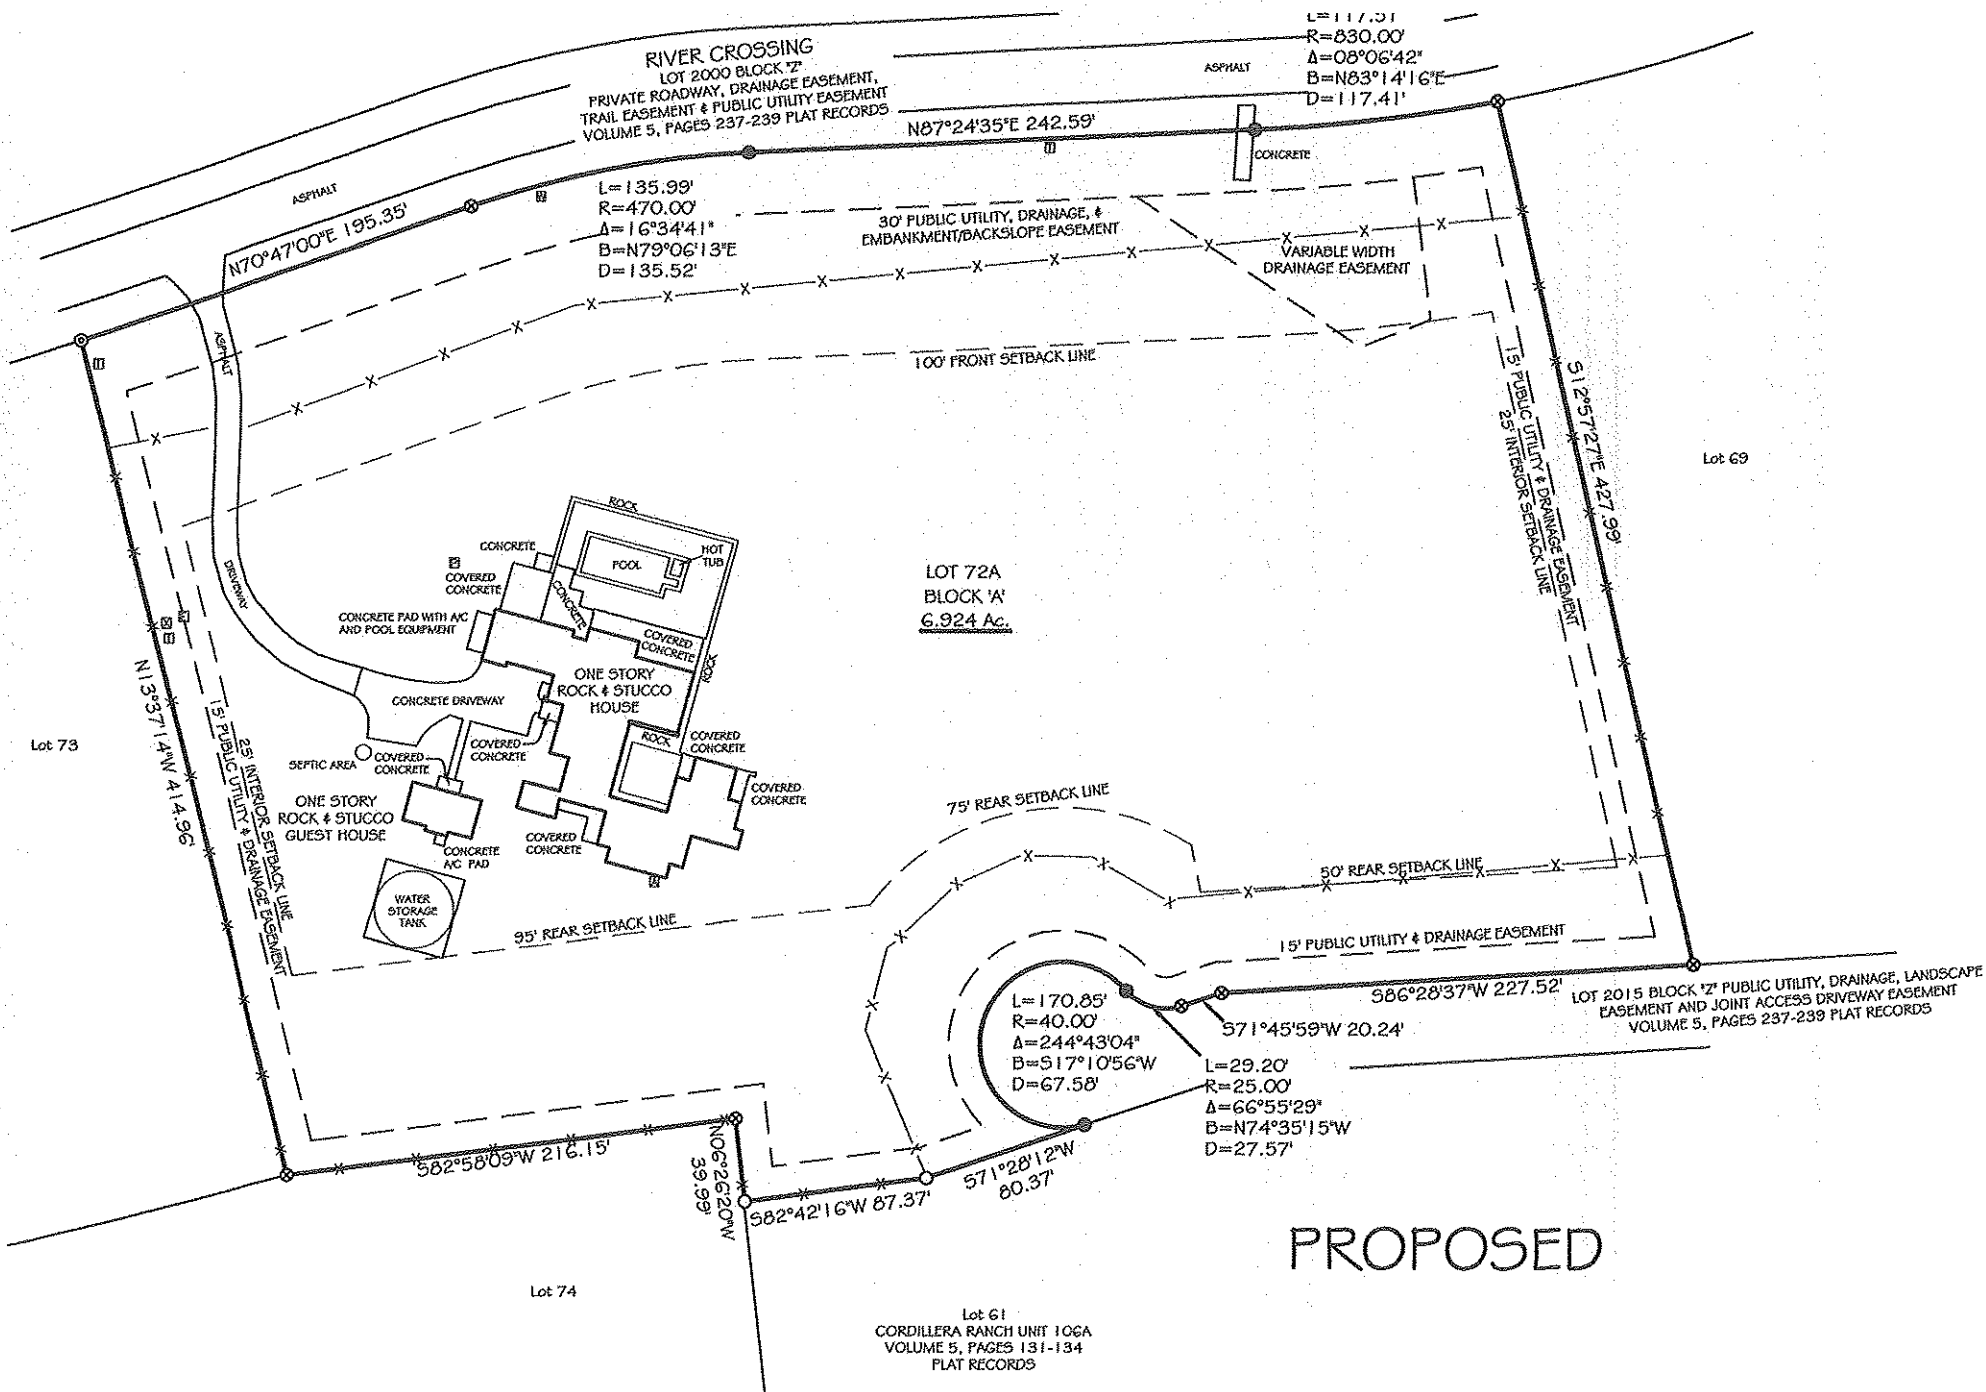 RIVER CROSSING
LOT 2000 BLOCK "Z"
PRIVATE ROADWAY, DRAINAGE EASEMENT,
TRAIL EASEMENT & PUBLIC UTILITY EASEMENT
VOLUME 5, PAGES 237-239 PLAT RECORDS
L=117.51'
R=830.00'
Δ=08°06'42"
B=N83°14'16"E
D=117.41'
ASPHALT
N87°24'35"E 242.59'
CONCRETE
ASPHALT
N70°47'00"E 195.35'
L=135.99'
R=470.00'
Δ=16°34'41"
B=N79°06'13"E
D=135.52'
30' PUBLIC UTILITY, DRAINAGE, &
EMBANKMENT/BACKSLOPE EASEMENT
VARIABLE WIDTH
DRAINAGE EASEMENT
ASPHALT
100' FRONT SETBACK LINE
S12°57'27"E 427.99'
15' PUBLIC UTILITY & DRAINAGE EASEMENT
25' INTERIOR SETBACK LINE
Lot 69
ROCK
CONCRETE
POOL
HOT
TUB
COVERED
CONCRETE
CONCRETE
DRIVEWAY
CONCRETE PAD WITH A/C
AND POOL EQUIPMENT
COVERED
CONCRETE
ROCK
LOT 72A
BLOCK 'A'
6.924 Ac.
ONE STORY
ROCK & STUCCO
HOUSE
CONCRETE DRIVEWAY
N13°37'14"W 414.96'
25' INTERIOR SETBACK LINE
15' PUBLIC UTILITY & DRAINAGE EASEMENT
Lot 73
SEPTIC AREA
COVERED
CONCRETE
COVERED
CONCRETE
ROCK
COVERED
CONCRETE
COVERED
CONCRETE
ONE STORY
ROCK & STUCCO
GUEST HOUSE
COVERED
CONCRETE
CONCRETE
A/C PAD
WATER
STORAGE
TANK
75' REAR SETBACK LINE
50' REAR SETBACK LINE
95' REAR SETBACK LINE
15' PUBLIC UTILITY & DRAINAGE EASEMENT
S86°28'37"W 227.52'
LOT 2015 BLOCK "Z" PUBLIC UTILITY, DRAINAGE, LANDSCAPE
EASEMENT AND JOINT ACCESS DRIVEWAY EASEMENT
VOLUME 5, PAGES 237-239 PLAT RECORDS
L=170.85'
R=40.00'
Δ=244°43'04"
B=S17°10'56"W
D=67.58'
S71°45'59"W 20.24'
L=29.20'
R=25.00'
Δ=66°55'29"
B=N74°35'15"W
D=27.57'
S82°58'09"W 216.15'
N06°26'20"W
39.99'
S82°42'16"W 87.37'
S71°28'12"W
80.37'
PROPOSED
Lot 74
Lot 61
CORDILLERA RANCH UNIT 106A
VOLUME 5, PAGES 131-134
PLAT RECORDS